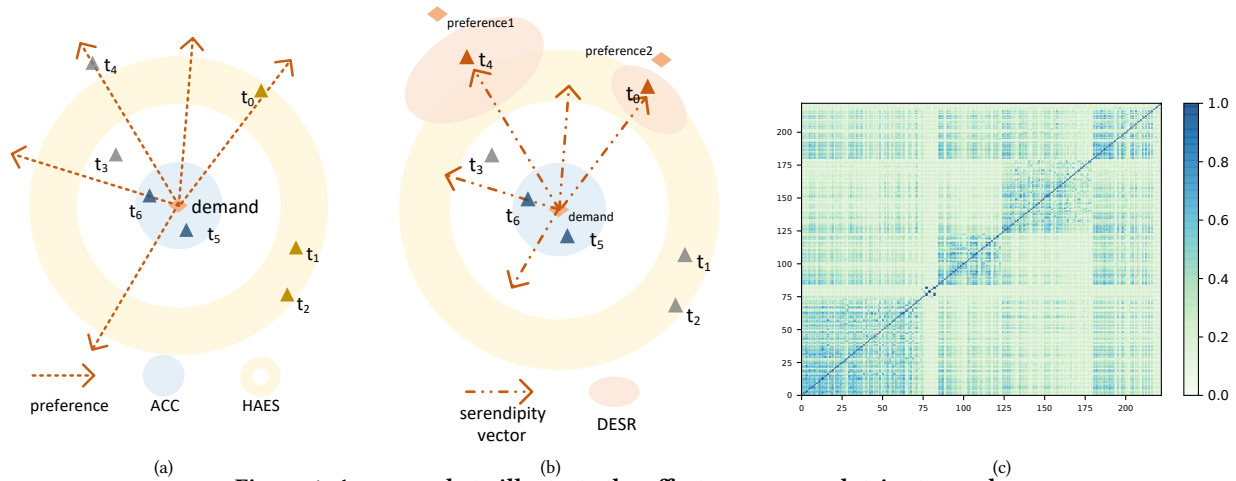 t4
t0
t3
t6
demand
t5
t1
t2
preference
ACC
HAES
preference1
preference2
t4
t0
t3
t6
demand
t5
t1
t2
serendipity
vector
DESR
200
175
150
125
100
75
50
25
0
0 25 50 75 100 125 150 175 200
1.0
0.8
0.6
0.4
0.2
0.0
(a) (b) (c)